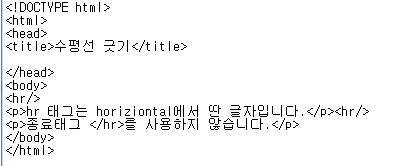 <!DOCTYPE html>
<html>
<head>
<title>수평선 긋기</title>
</head>
<body>
<hr/>
<p>hr 태그는 horiziontal에서 딴 글자입니다.</p><hr/>
<p>종료태그 </hr>를 사용하지 않습니다.</p>
</body>
</html>